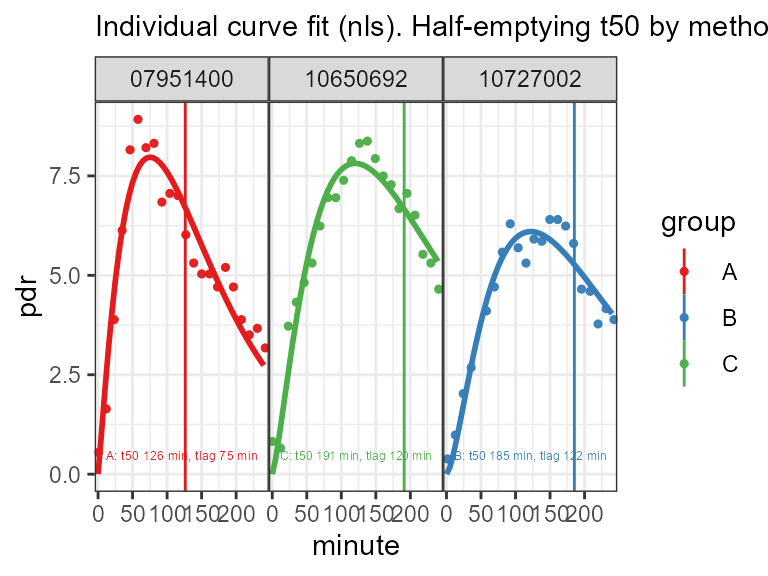 Individual curve fit (nls). Half-emptying t50 by metho
07951400 10650692 10727002
7.5
5.0
2.5
0.0
pdr
A: t50 126 min, tlag 75 min C: t50 191 min, tlag 120 min B: t50 185 min, tlag 122 min
0 50 100 150 200 0 50 100 150 200 0 50 100 150 200
minute
group
A
B
C